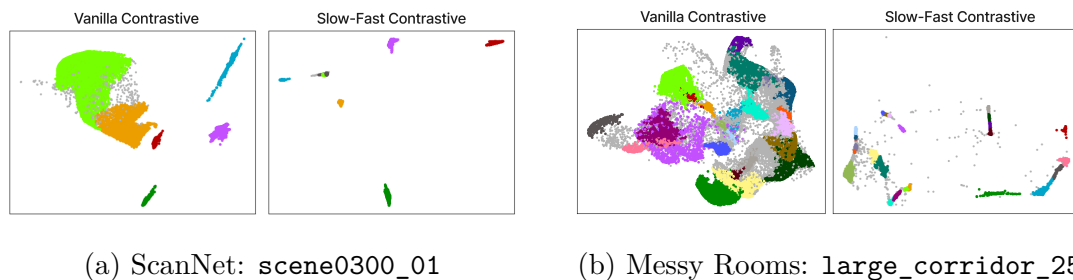 Vanilla Contrastive Slow-Fast Contrastive Vanilla Contrastive Slow-Fast Contrastive
(a) ScanNet: scene0300_01 (b) Messy Rooms: large_corridor_25